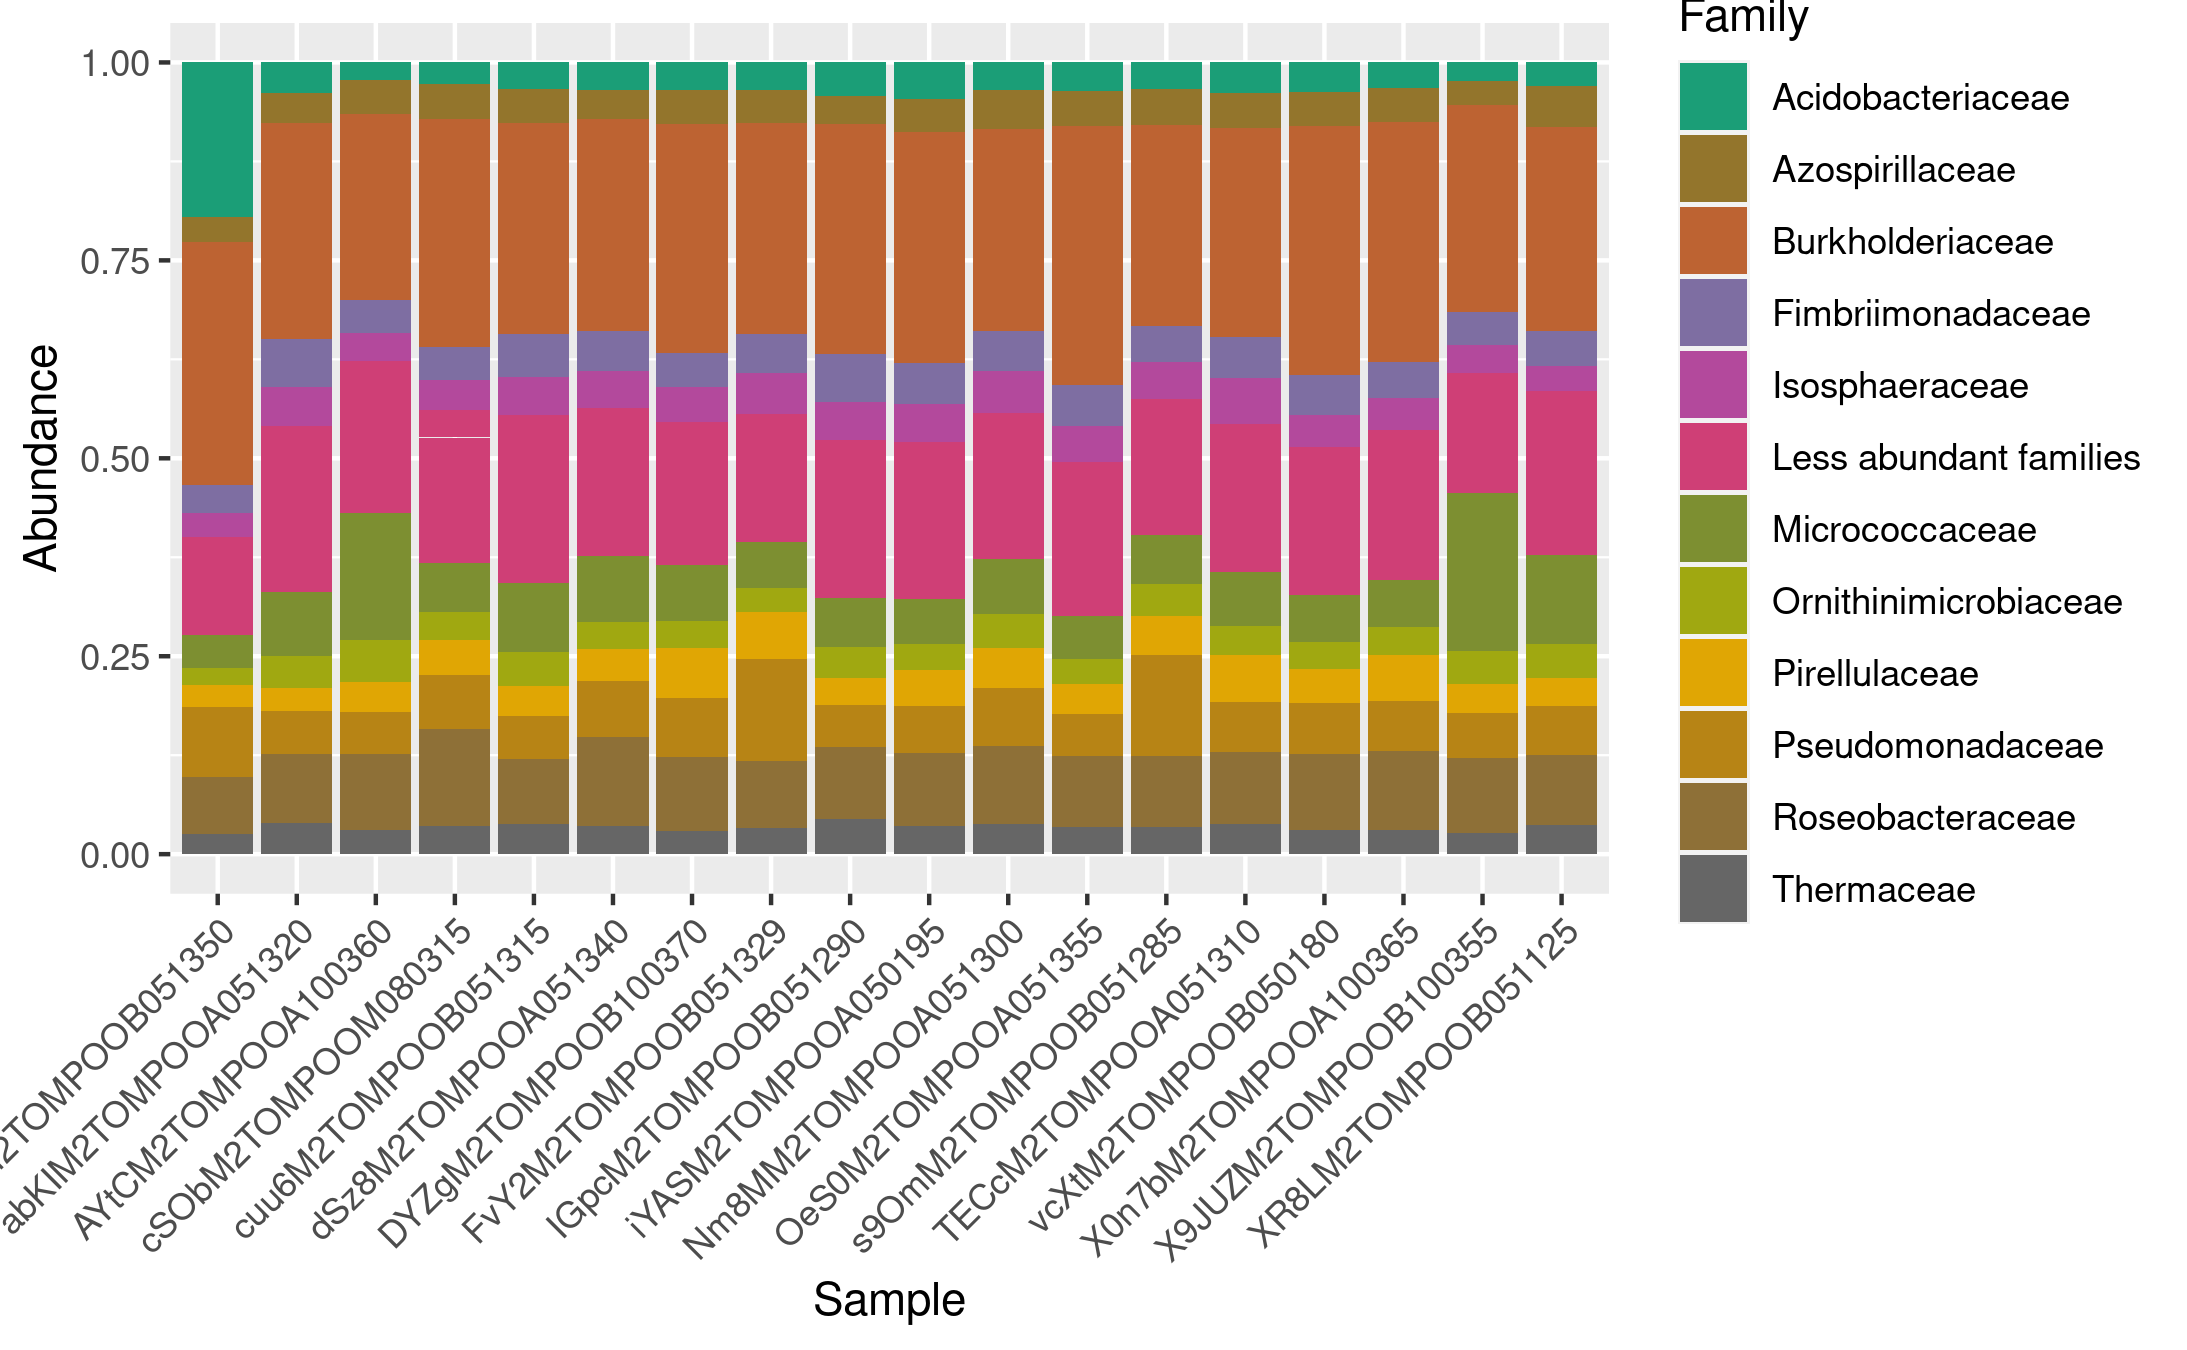 Family
1.00
0.75
0.50
0.25
0.00
Abundance
Acidobacteriaceae
Azospirillaceae
Burkholderiaceae
Fimbriimonadaceae
Isosphaeraceae
Less abundant families
Micrococcaceae
Ornithinimicrobiaceae
Pirellulaceae
Pseudomonadaceae
Roseobacteraceae
Thermaceae
2TOMPOOB051350
abKIM2TOMPOOA051320
AYtCM2TOMPOOA100360
cSObM2TOMPOOM080315
cuu6M2TOMPOOB051315
dSz8M2TOMPOOA051340
DYZgM2TOMPOOB100370
FvY2M2TOMPOOB051329
IGpcM2TOMPOOB051290
iYASM2TOMPOOA050195
Nm8MM2TOMPOOA051300
OeS0M2TOMPOOA051355
s9OmM2TOMPOOB051285
TECcM2TOMPOOA051310
vcXtM2TOMPOOB050180
X0n7bM2TOMPOOA100365
X9JUZM2TOMPOOB100355
XR8LM2TOMPOOB051125
Sample